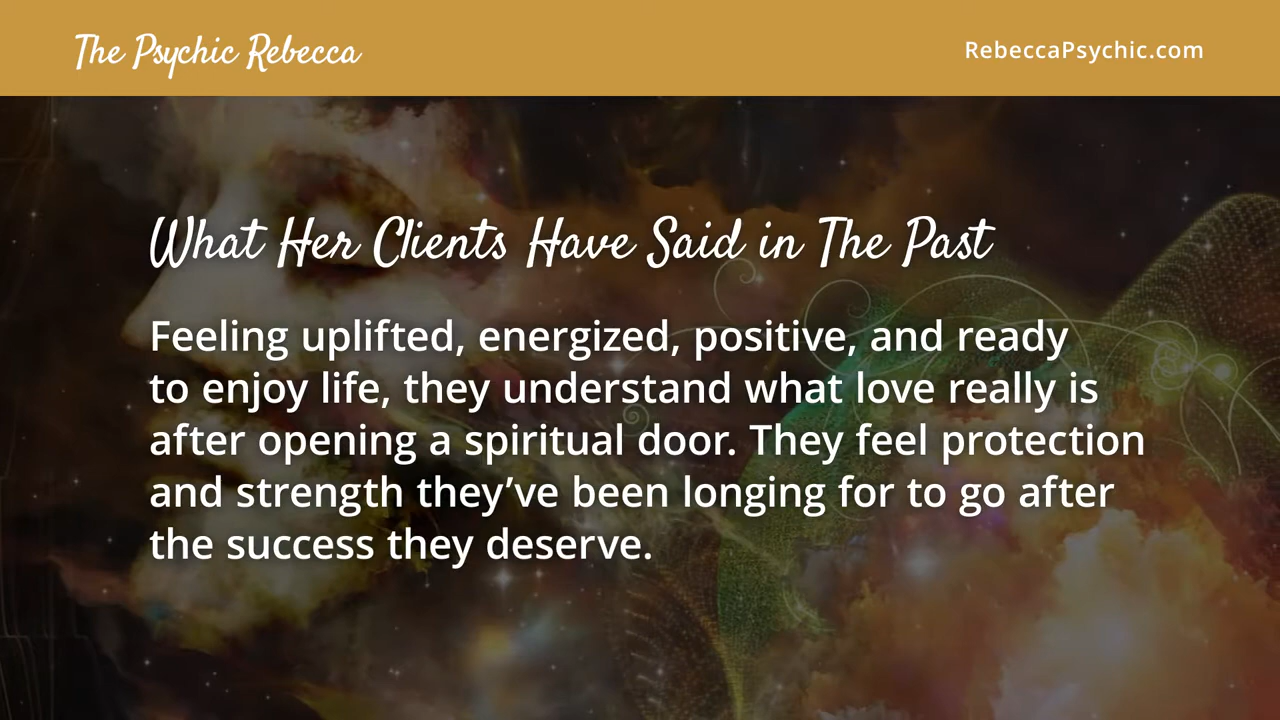 The Psychic Rebecca
RebeccaPsychic.com
What Her Clients Have Said in The Past
Feeling uplifted, energized, positive, and ready
to enjoy life, they understand what love really is
after opening a spiritual door. They feel protection
and strength they’ve been longing for to go after
the success they deserve.